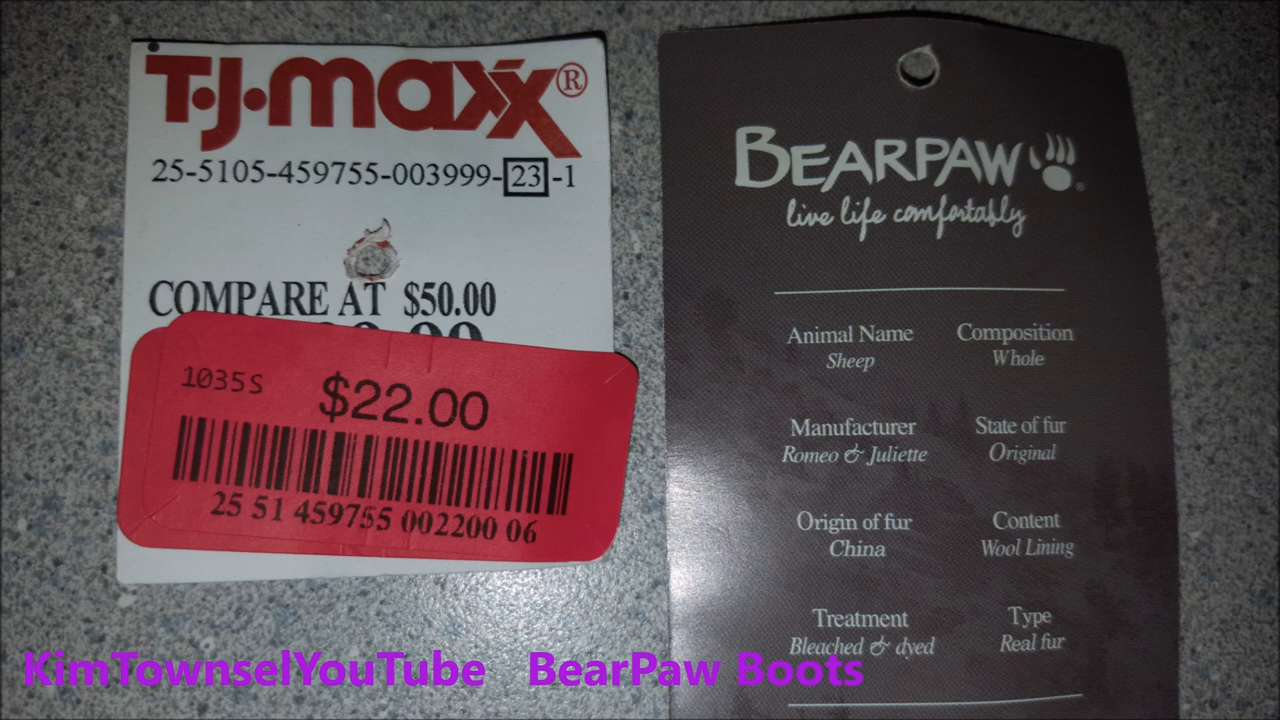 T.J.maxx®
25-5105-459755-003999-23-1
COMPARE AT $50.00
1035S $22.00
25 51 459755 002200 06
BEARPAW
live life comfortably
Animal Name
Sheep
Composition
Whole
Manufacturer
Romeo & Juliette
State of fur
Original
Origin of fur
China
Content
Wool Lining
Treatment
Bleached & dyed
Type
Real fur
KimTownselYouTube BearPaw Boots